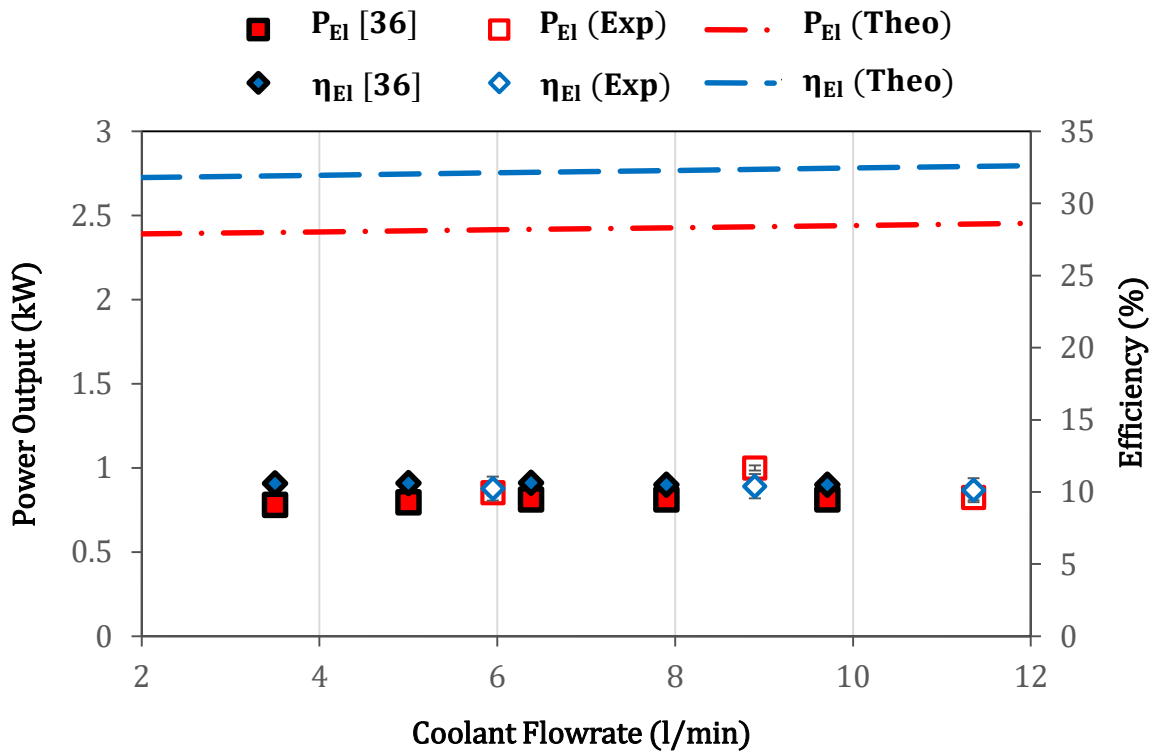 P_El [36] P_El (Exp) P_El (Theo)
η_El [36] η_El (Exp) η_El (Theo)
3 35
2.5 30
2 25
1.5 20
1 15
0.5 10
0 5
0
2 4 6 8 10 12
Power Output (kW)
Efficiency (%)
Coolant Flowrate (l/min)